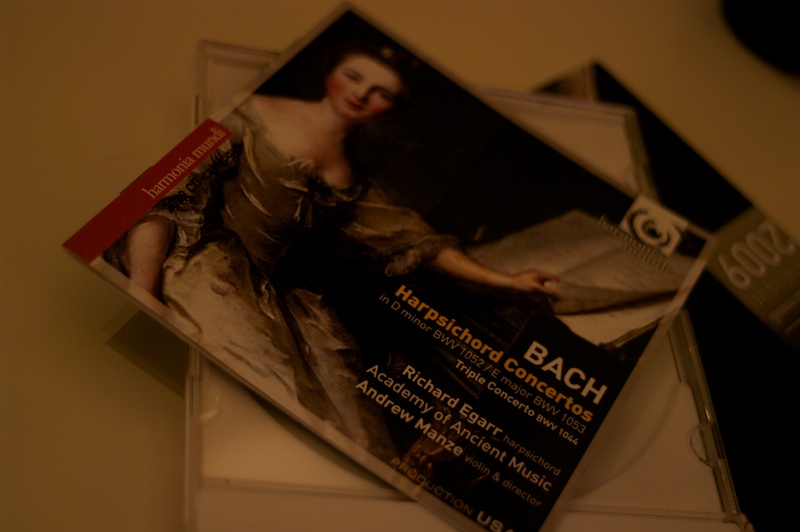 harmonia mundi
BACH
Harpsichord Concertos
in D minor BWV 1052 / E major BWV 1053
Triple Concerto BWV 1044
Richard Egarr harpsichord
Academy of Ancient Music
Andrew Manze violin & director
PRODUCTION USA
2009